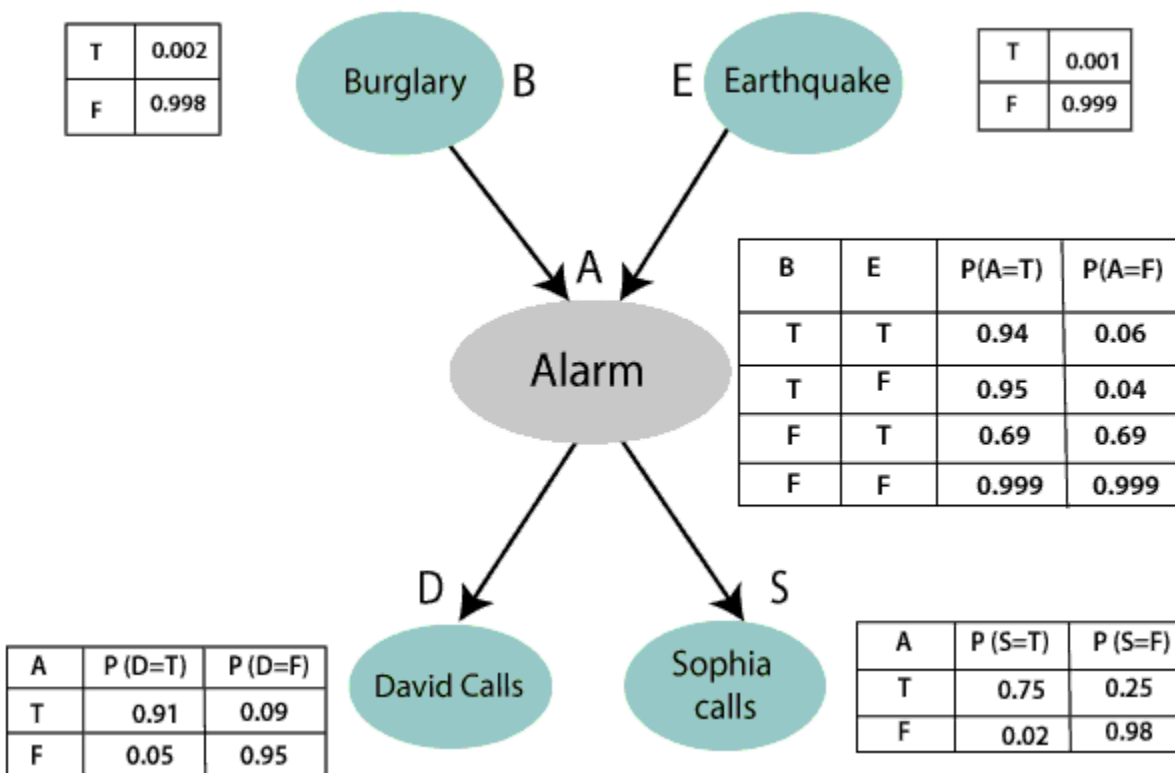 T 0.002
F 0.998
Burglary B
E Earthquake
T 0.001
F 0.999
A
Alarm
B E P(A=T) P(A=F)
T T 0.94 0.06
T F 0.95 0.04
F T 0.69 0.69
F F 0.999 0.999
D
S
A P (D=T) P (D=F)
T 0.91 0.09
F 0.05 0.95
David Calls
Sophia
calls
A P (S=T) P (S=F)
T 0.75 0.25
F 0.02 0.98